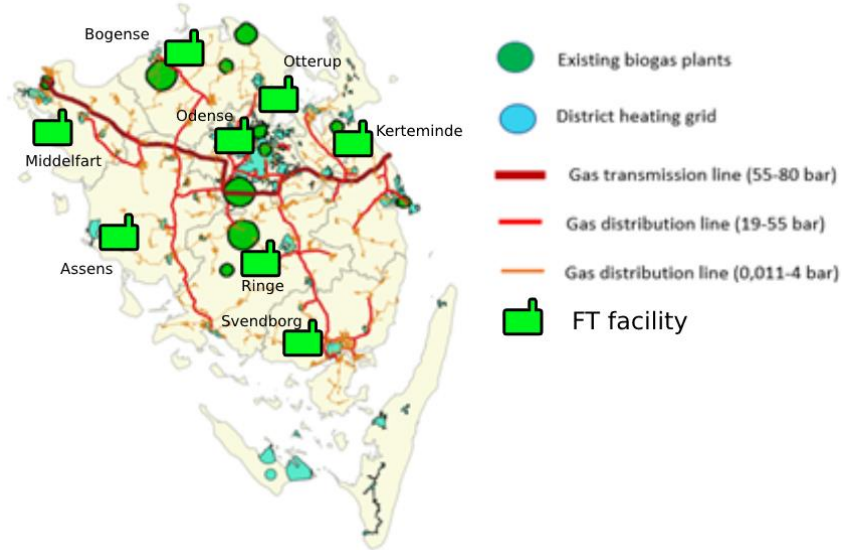 Bogense
Otterup
Odense
Kerteminde
Middelfart
Assens
Ringe
Svendborg
Existing biogas plants
District heating grid
Gas transmission line (55-80 bar)
Gas distribution line (19-55 bar)
Gas distribution line (0,011-4 bar)
FT facility